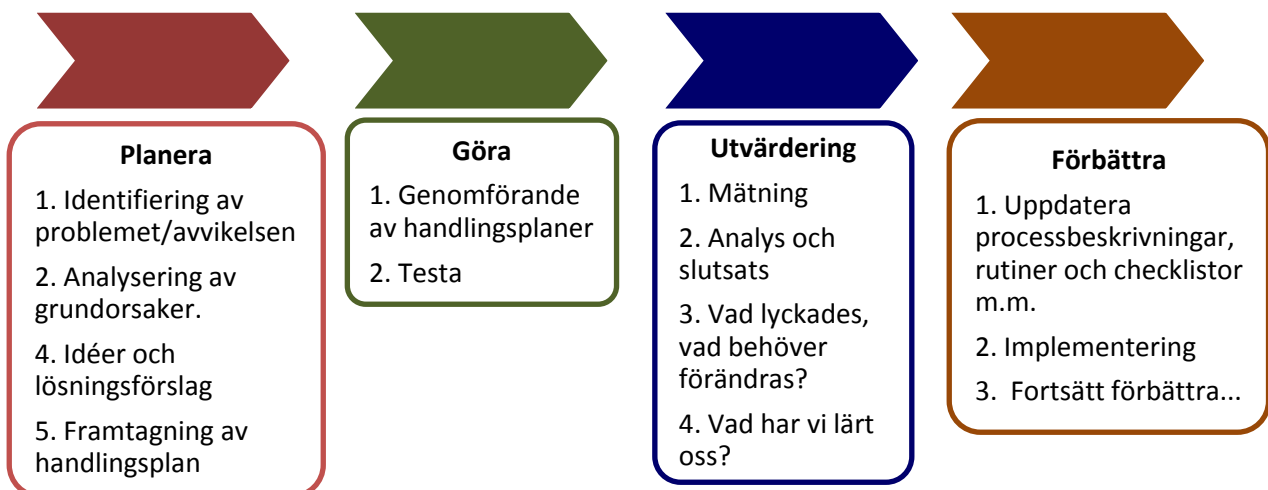 Planera
1. Identifiering av
problemet/avvikelsen
2. Analysering av
grundorsaker.
4. Idéer och
lösningsförslag
5. Framtagning av
handlingsplan
Göra
1. Genomförande
av handlingsplaner
2. Testa
Utvärdering
1. Mätning
2. Analys och
slutsats
3. Vad lyckades,
vad behöver
förändras?
4. Vad har vi lärt
oss?
Förbättra
1. Uppdatera
processbeskrivningar,
rutiner och checklistor
m.m.
2. Implementering
3. Fortsätt förbättra...